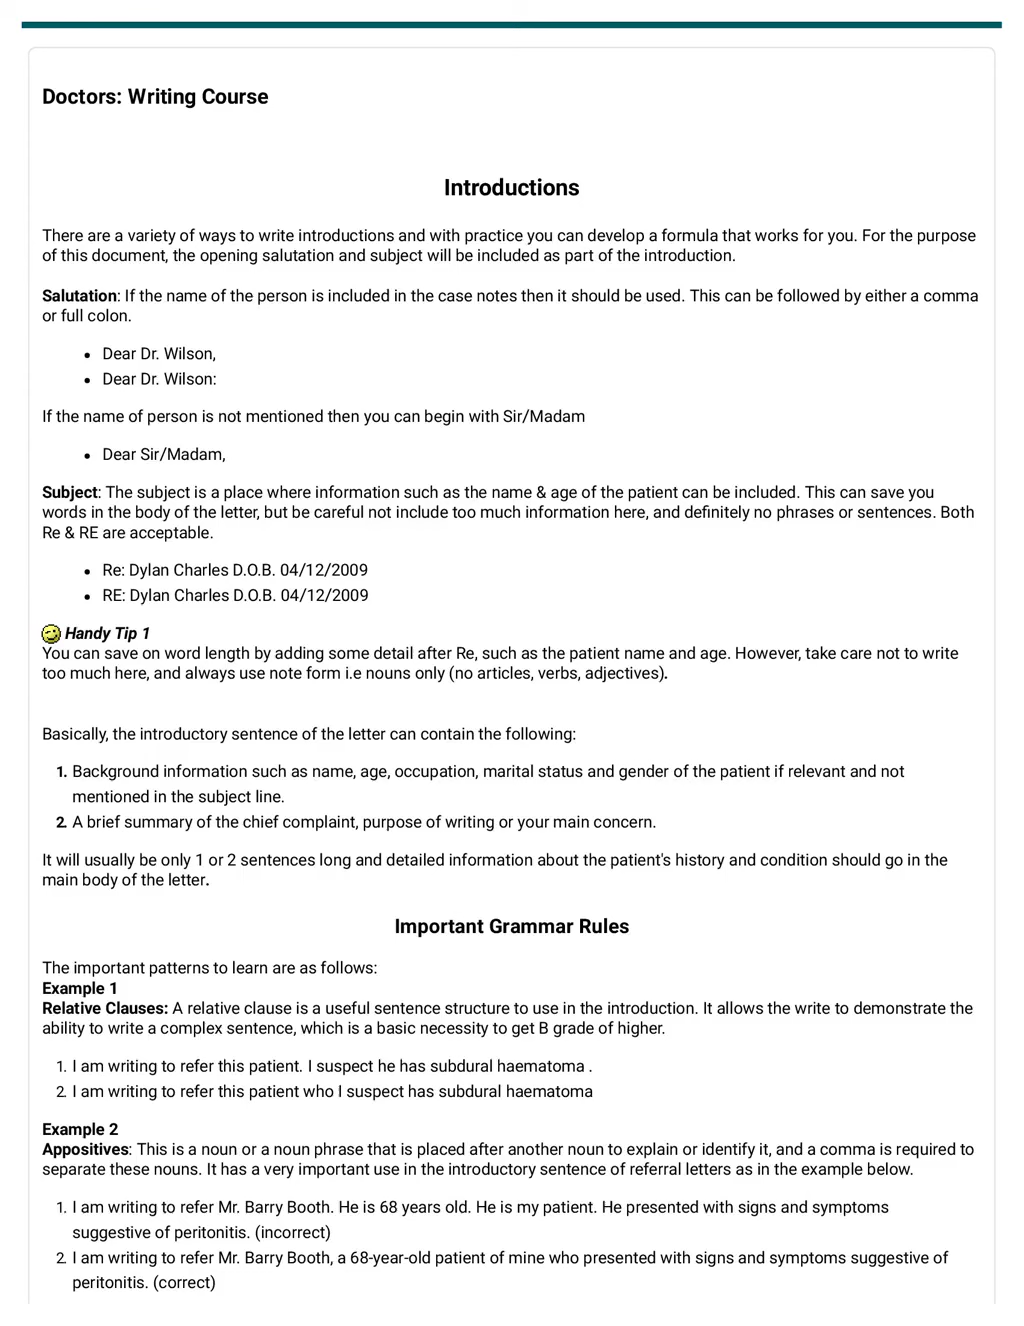 Doctors: Writing Course
Introductions
There are a variety of ways to write introductions and with practice you can develop a formula that works for you. For the purpose
of this document, the opening salutation and subject will be included as part of the introduction.
Salutation: If the name of the person is included in the case notes then it should be used. This can be followed by either a comma
or full colon.
• Dear Dr. Wilson,
• Dear Dr. Wilson:
If the name of person is not mentioned then you can begin with Sir/Madam
• Dear Sir/Madam,
Subject: The subject is a place where information such as the name & age of the patient can be included. This can save you
words in the body of the letter, but be careful not include too much information here, and definitely no phrases or sentences. Both
Re & RE are acceptable.
• Re: Dylan Charles D.O.B. 04/12/2009
• RE: Dylan Charles D.O.B. 04/12/2009
Handy Tip 1
You can save on word length by adding some detail after Re, such as the patient name and age. However, take care not to write
too much here, and always use note form i.e nouns only (no articles, verbs, adjectives).
Basically, the introductory sentence of the letter can contain the following:
1. Background information such as name, age, occupation, marital status and gender of the patient if relevant and not
mentioned in the subject line.
2. A brief summary of the chief complaint, purpose of writing or your main concern.
It will usually be only 1 or 2 sentences long and detailed information about the patient's history and condition should go in the
main body of the letter.
Important Grammar Rules
The important patterns to learn are as follows:
Example 1
Relative Clauses: A relative clause is a useful sentence structure to use in the introduction. It allows the write to demonstrate the
ability to write a complex sentence, which is a basic necessity to get B grade of higher.
1. I am writing to refer this patient. I suspect he has subdural haematoma .
2. I am writing to refer this patient who I suspect has subdural haematoma
Example 2
Appositives: This is a noun or a noun phrase that is placed after another noun to explain or identify it, and a comma is required to
separate these nouns. It has a very important use in the introductory sentence of referral letters as in the example below.
1. I am writing to refer Mr. Barry Booth. He is 68 years old. He is my patient. He presented with signs and symptoms
suggestive of peritonitis. (incorrect)
2. I am writing to refer Mr. Barry Booth, a 68-year-old patient of mine who presented with signs and symptoms suggestive of
peritonitis. (correct)